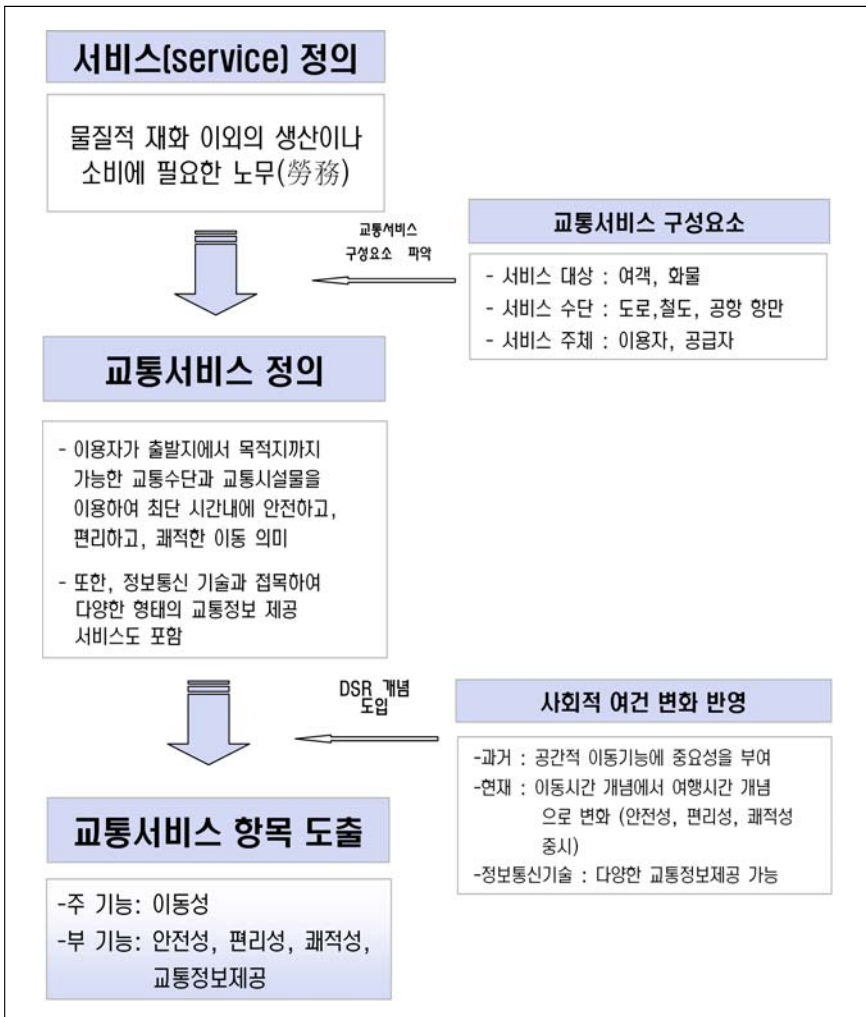 서비스(service) 정의
물질적 재화 이외의 생산이나
소비에 필요한 노무(勞務)
교통서비스
구성요소 파악
교통서비스 구성요소
- 서비스 대상 : 여객, 화물
- 서비스 수단 : 도로,철도, 공항 항만
- 서비스 주체 : 이용자, 공급자
교통서비스 정의
- 이용자가 출발지에서 목적지까지
가능한 교통수단과 교통시설물을
이용하여 최단 시간내에 안전하고,
편리하고, 쾌적한 이동 의미
- 또한, 정보통신 기술과 접목하여
다양한 형태의 교통정보 제공
서비스도 포함
DSR 개념
도입
사회적 여건 변화 반영
-과거 : 공간적 이동기능에 중요성을 부여
-현재 : 이동시간 개념에서 여행시간 개념
으로 변화 (안전성, 편리성, 쾌적성
중시)
-정보통신기술 : 다양한 교통정보제공 가능
교통서비스 항목 도출
-주 기능: 이동성
-부 기능: 안전성, 편리성, 쾌적성,
교통정보제공